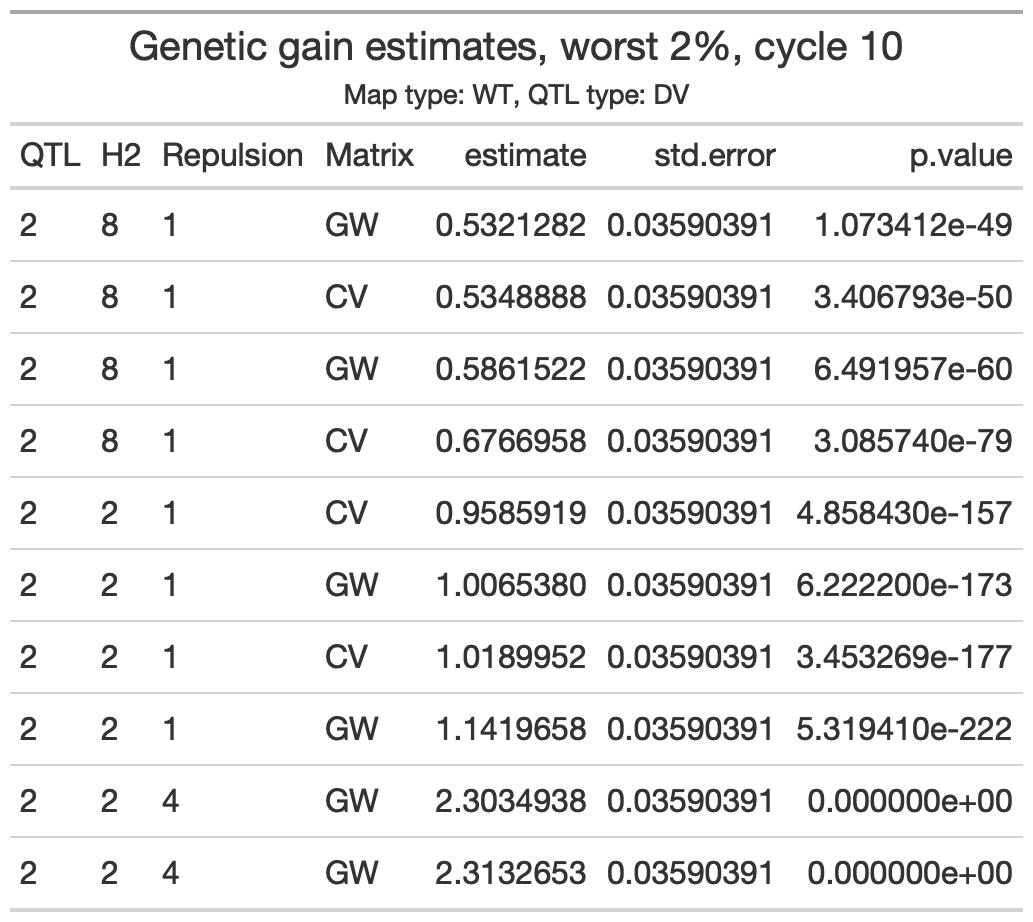 Genetic gain estimates, worst 2%, cycle 10
Map type: WT, QTL type: DV
QTL H2 Repulsion Matrix estimate std.error p.value
2 8 1 GW 0.5321282 0.03590391 1.073412e-49
2 8 1 CV 0.5348888 0.03590391 3.406793e-50
2 8 1 GW 0.5861522 0.03590391 6.491957e-60
2 8 1 CV 0.6766958 0.03590391 3.085740e-79
2 2 1 CV 0.9585919 0.03590391 4.858430e-157
2 2 1 GW 1.0065380 0.03590391 6.222200e-173
2 2 1 CV 1.0189952 0.03590391 3.453269e-177
2 2 1 GW 1.1419658 0.03590391 5.319410e-222
2 2 4 GW 2.3034938 0.03590391 0.000000e+00
2 2 4 GW 2.3132653 0.03590391 0.000000e+00